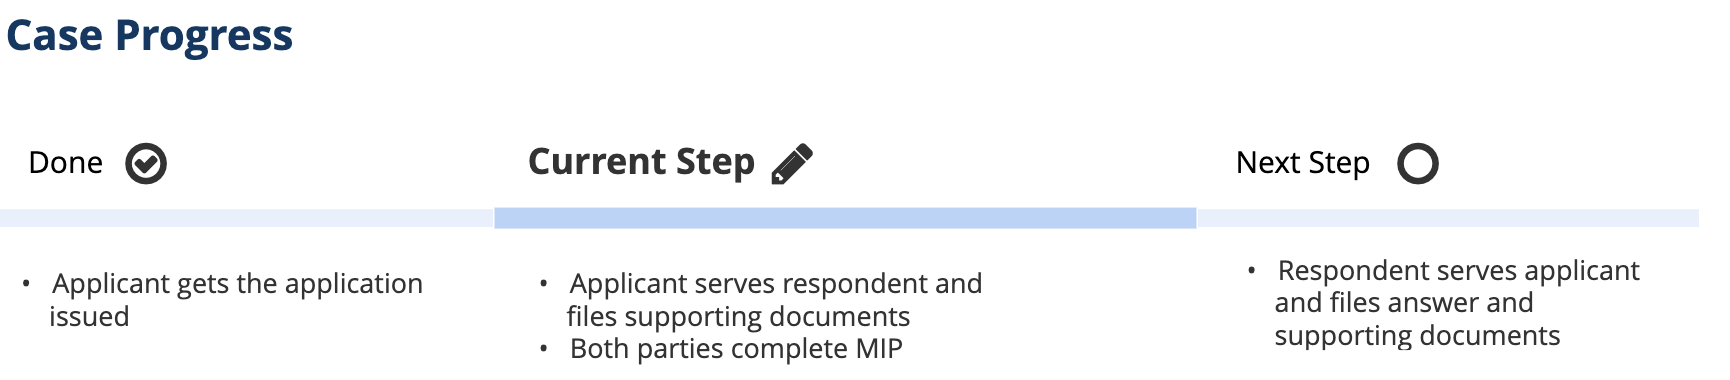 Case Progress
Done
Current Step
Next Step
• Applicant gets the application
issued
• Applicant serves respondent and
files supporting documents
• Both parties complete MIP
• Respondent serves applicant
and files answer and
supporting documents